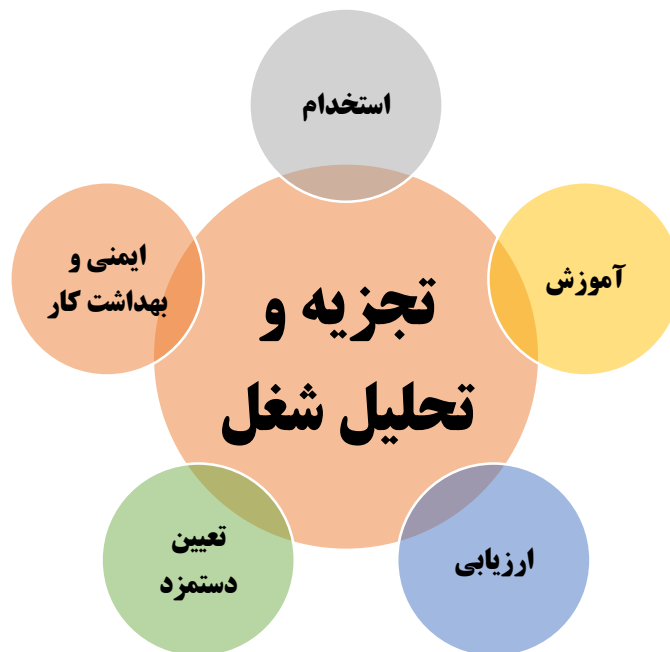 استخدام
آموزش
ایمنی و
بهداشت کار
تجزیه و
تحلیل شغل
ارزیابی
تعیین
دستمزد